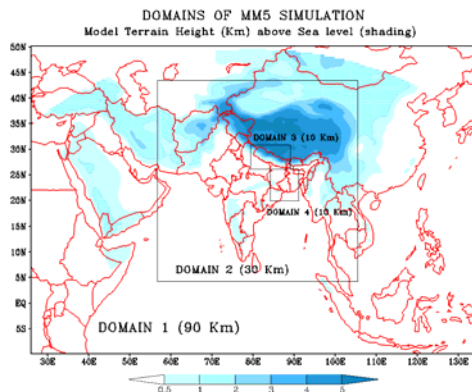 DOMAINS OF MM5 SIMULATION
Model Terrain Height (Km) above Sea level (shading)
50N
45N
40N
35N
30N
25N
20N
15N
10N
5N
EQ
5S
DOMAIN 3 (10 Km)
DOMAIN 4 (10 Km)
DOMAIN 2 (30 Km)
DOMAIN 1 (90 Km)
30E 40E 50E 60E 70E 80E 90E 100E 110E 120E 130E
0.5 1 2 3 4 5